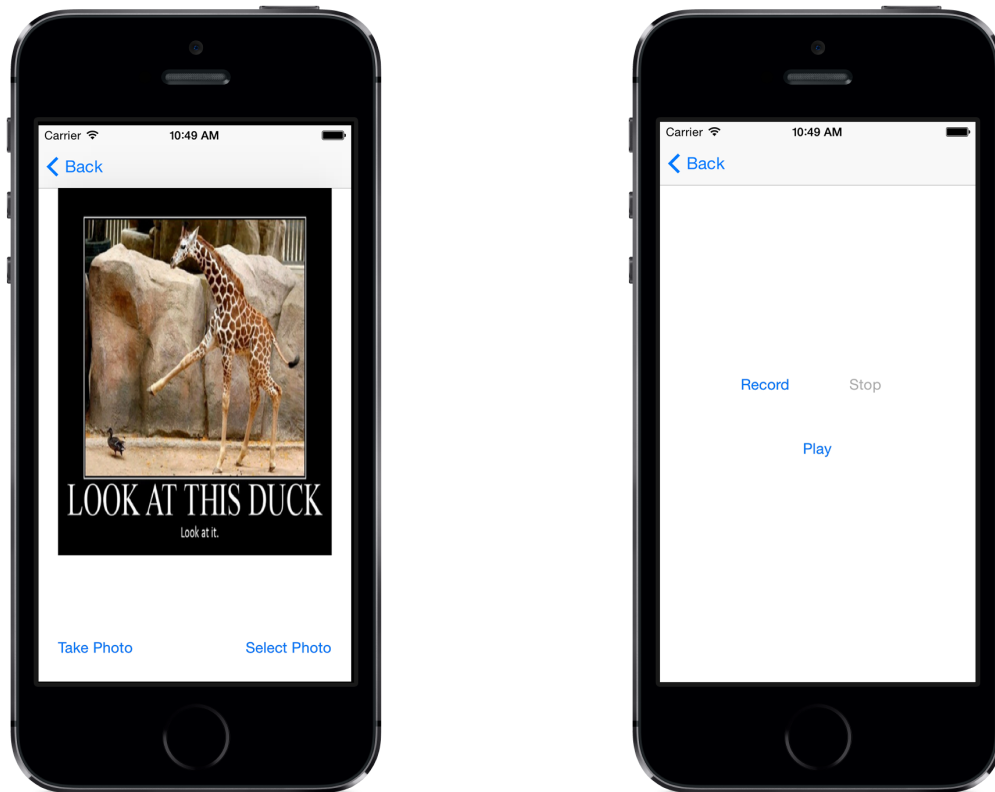 Carrier 10:49 AM
Back
LOOK AT THIS DUCK
Look at it.
Take Photo Select Photo
Carrier 10:49 AM
Back
Record Stop
Play